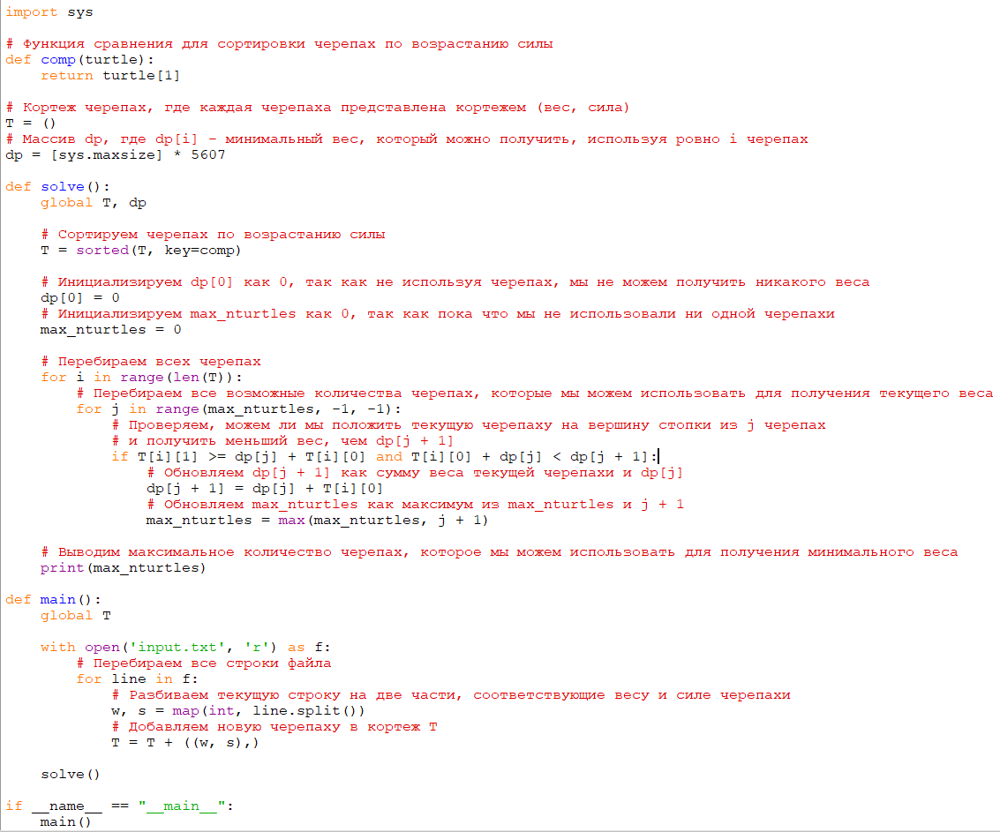 import sys

# Функция сравнения для сортировки черепах по возрастанию силы
def comp(turtle):
    return turtle[1]

# Кортеж черепах, где каждая черепаха представлена кортежем (вес, сила)
T = ()
# Массив dp, где dp[i] - минимальный вес, который можно получить, используя ровно i черепах
dp = [sys.maxsize] * 5607

def solve():
    global T, dp

    # Сортируем черепах по возрастанию силы
    T = sorted(T, key=comp)

    # Инициализируем dp[0] как 0, так как не используя черепах, мы не можем получить никакого веса
    dp[0] = 0
    # Инициализируем max_nturtles как 0, так как пока что мы не использовали ни одной черепахи
    max_nturtles = 0

    # Перебираем всех черепах
    for i in range(len(T)):
        # Перебираем все возможные количества черепах, которые мы можем использовать для получения текущего веса
        for j in range(max_nturtles, -1, -1):
            # Проверяем, можем ли мы положить текущую черепаху на вершину стопки из j черепах
            # и получить меньший вес, чем dp[j + 1]
            if T[i][1] >= dp[j] + T[i][0] and T[i][0] + dp[j] < dp[j + 1]:
                # Обновляем dp[j + 1] как сумму веса текущей черепахи и dp[j]
                dp[j + 1] = dp[j] + T[i][0]
                # Обновляем max_nturtles как максимум из max_nturtles и j + 1
                max_nturtles = max(max_nturtles, j + 1)

    # Выводим максимальное количество черепах, которое мы можем использовать для получения минимального веса
    print(max_nturtles)

def main():
    global T

    with open('input.txt', 'r') as f:
        # Перебираем все строки файла
        for line in f:
            # Разбиваем текущую строку на две части, соответствующие весу и силе черепахи
            w, s = map(int, line.split())
            # Добавляем новую черепаху в кортеж T
            T = T + ((w, s),)

    solve()

if __name__ == "__main__":
    main()